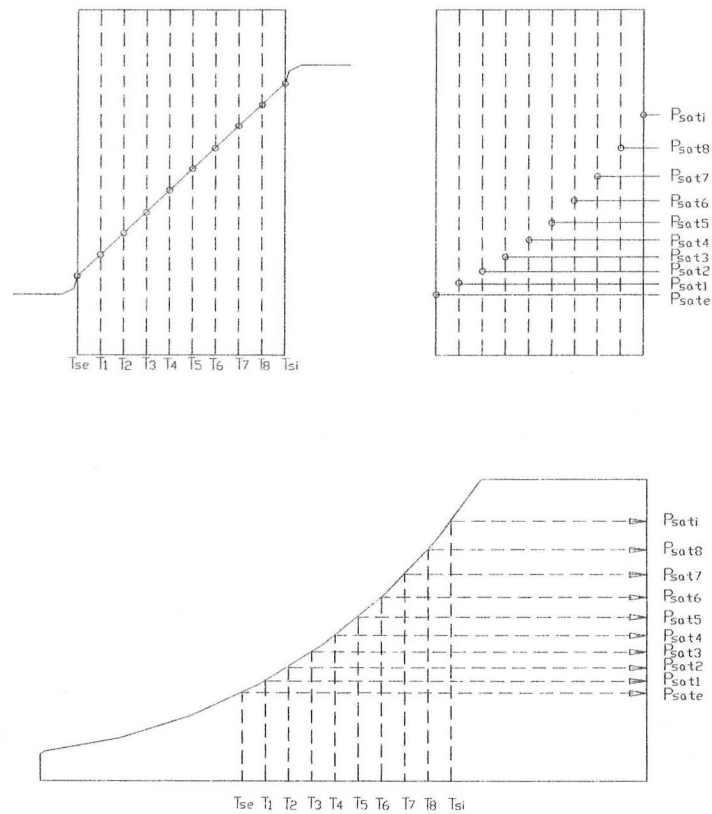 Psati
Psat8
Psat7
Psat6
Psat5
Psat4
Psat3
Psat2
Psat1
Psate
Tse T1 T2 T3 T4 T5 T6 T7 T8 Tsi
Psati
Psat8
Psat7
Psat6
Psat5
Psat4
Psat3
Psat2
Psat1
Psate
Tse T1 T2 T3 T4 T5 T6 T7 T8 Tsi